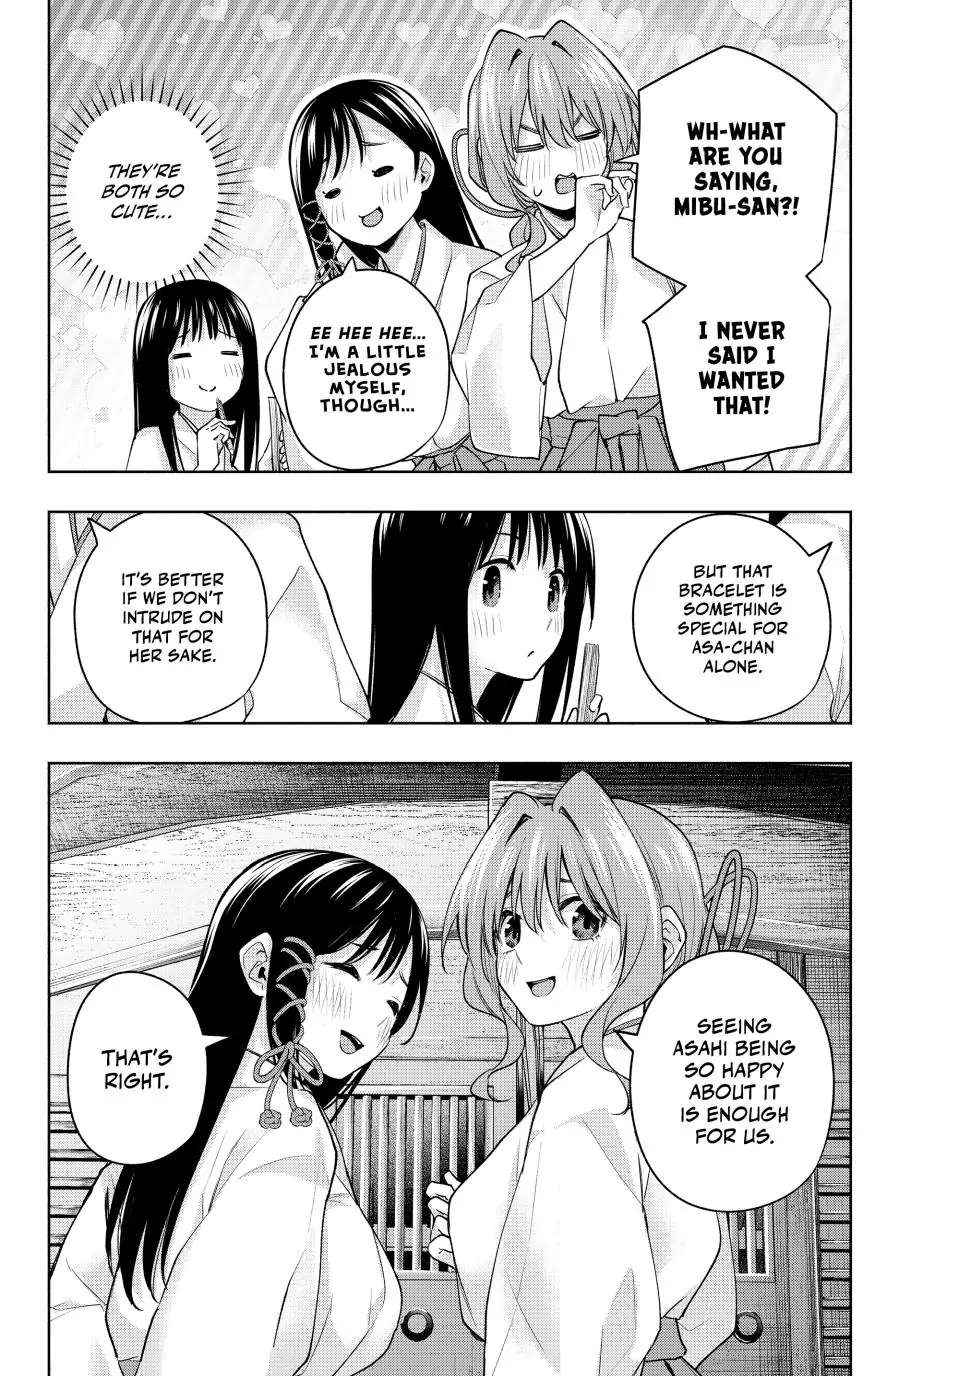 WH-WHAT
ARE YOU
SAYING,
MIBU-SAN?!
I NEVER
SAID I
WANTED
THAT!
EE HEE HEE...
I'M A LITTLE
JEALOUS
MYSELF,
THOUGH...
THEY'RE
BOTH SO
CUTE...
BUT THAT
BRACELET IS
SOMETHING
SPECIAL FOR
ASA-CHAN
ALONE.
IT'S BETTER
IF WE DON'T
INTRUDE ON
THAT FOR
HER SAKE.
SEEING
ASAHI BEING
SO HAPPY
ABOUT IT
IS ENOUGH
FOR US.
THAT'S
RIGHT.